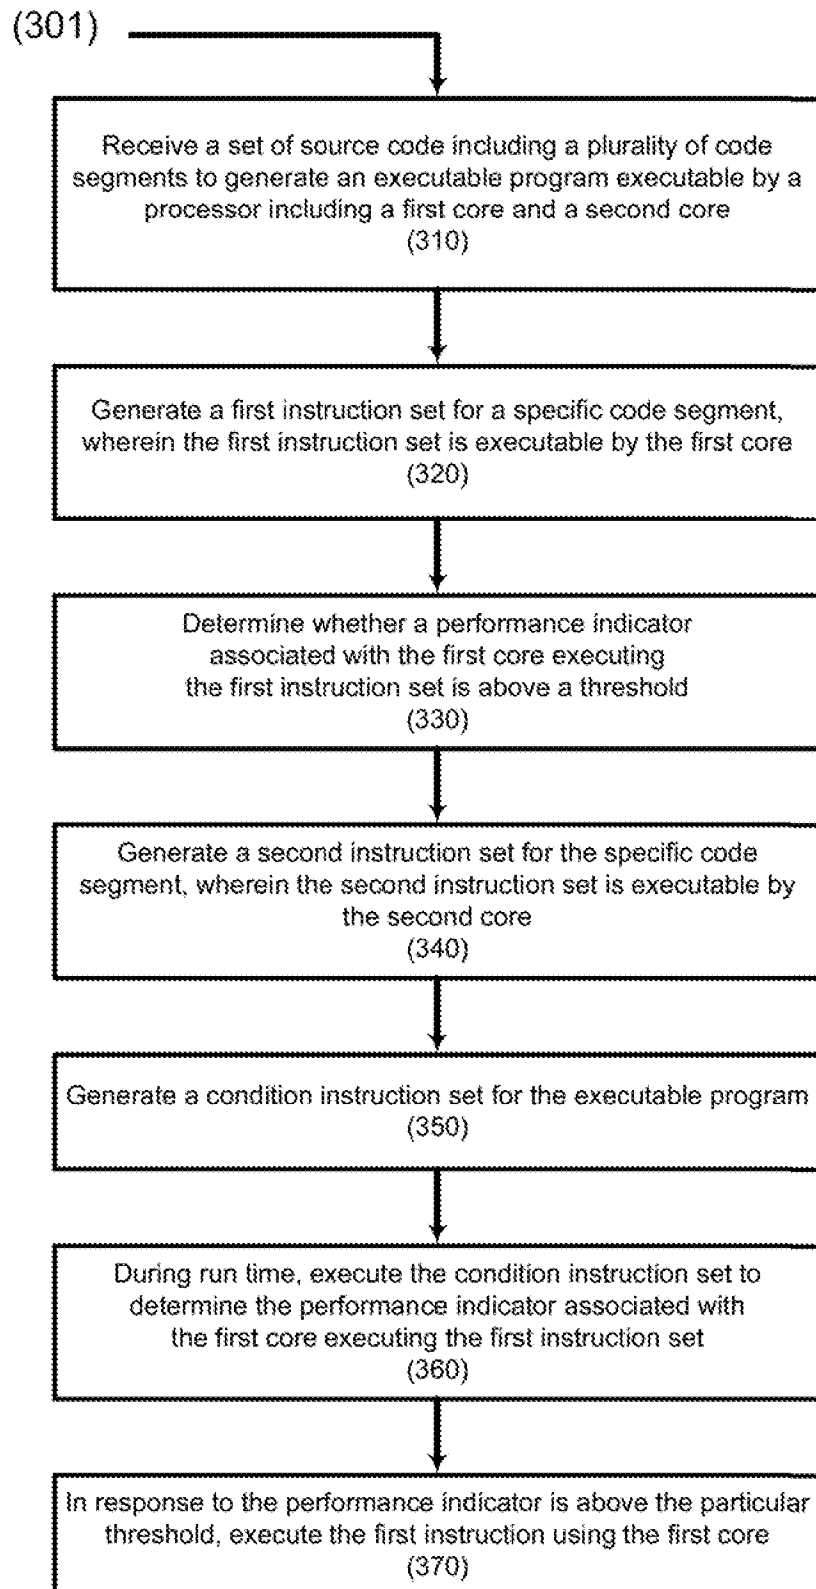 (301)
Receive a set of source code including a plurality of code
segments to generate an executable program executable by a
processor including a first core and a second core
(310)
Generate a first instruction set for a specific code segment,
wherein the first instruction set is executable by the first core
(320)
Determine whether a performance indicator
associated with the first core executing
the first instruction set is above a threshold
(330)
Generate a second instruction set for the specific code
segment, wherein the second instruction set is executable by
the second core
(340)
Generate a condition instruction set for the executable program
(350)
During run time, execute the condition instruction set to
determine the performance indicator associated with
the first core executing the first instruction set
(360)
In response to the performance indicator is above the particular
threshold, execute the first instruction using the first core
(370)